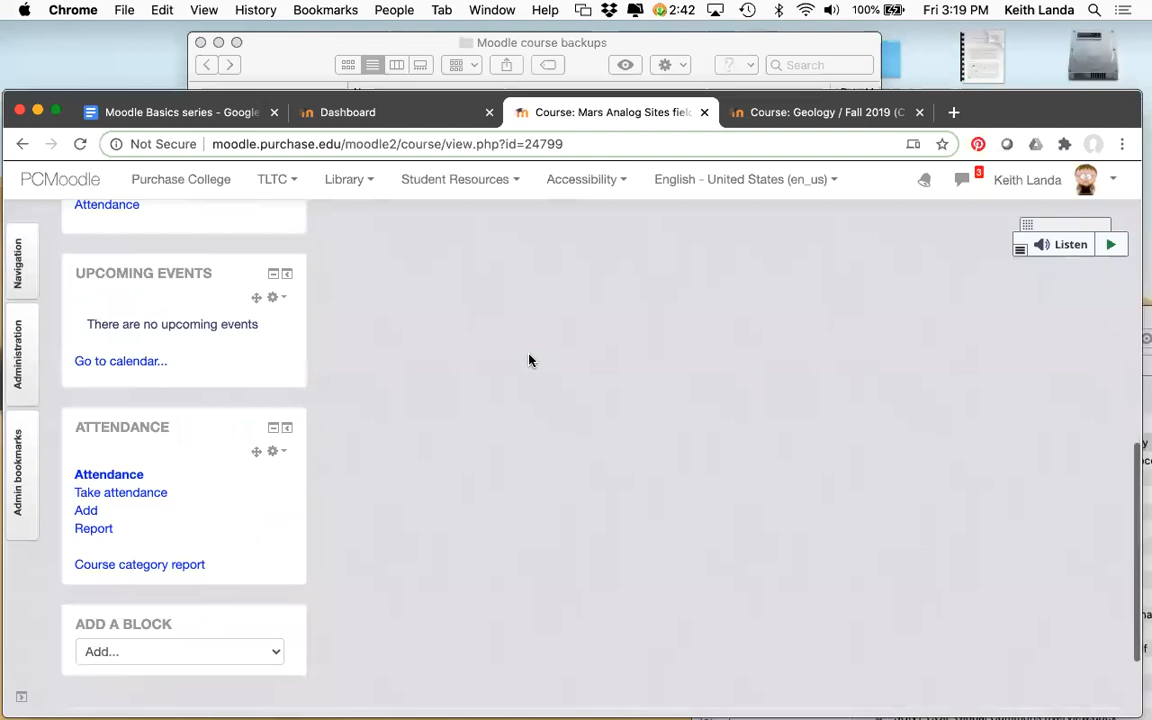 Chrome File Edit View History Bookmarks People Tab Window Help 2:42 100% Fri 3:19 PM Keith Landa
Moodle course backups
Search
Moodle Basics series - Google Dashboard Course: Mars Analog Sites fiel Course: Geology / Fall 2019 (C
Not Secure moodle.purchase.edu/moodle2/course/view.php?id=24799
PCMoodle Purchase College TLTC Library Student Resources Accessibility English - United States (en_us) 3 Keith Landa
Attendance
Listen
Navigation
UPCOMING EVENTS
There are no upcoming events
Go to calendar...
Administration
ATTENDANCE
Attendance
Take attendance
Add
Report
Course category report
Admin bookmarks
ADD A BLOCK
Add...